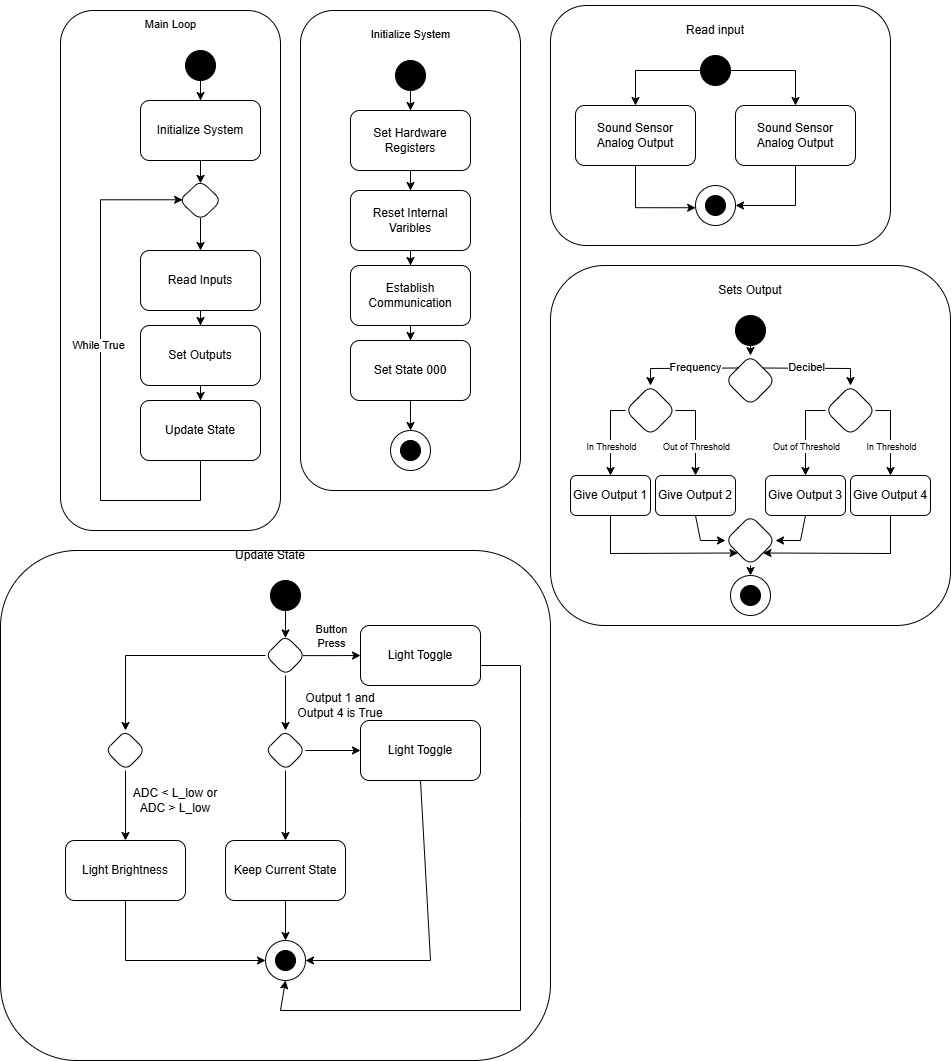 Main Loop
Initialize System
Read Inputs
While True
Set Outputs
Update State
Initialize System
Set Hardware
Registers
Reset Internal
Varibles
Establish
Communication
Set State 000
Read input
Sound Sensor
Analog Output
Sound Sensor
Analog Output
Sets Output
Frequency
Decibel
In Threshold
Out of Threshold
Out of Threshold
In Threshold
Give Output 1
Give Output 2
Give Output 3
Give Output 4
Update State
Button
Press
Light Toggle
Output 1 and
Output 4 is True
Light Toggle
ADC < L_low or
ADC > L_low
Light Brightness
Keep Current State